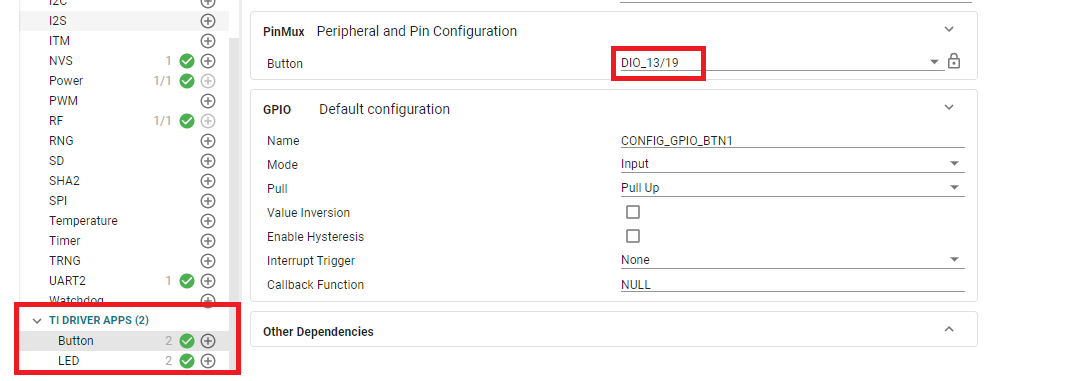 I2C
I2S
ITM
NVS 1
Power 1/1
PWM
RF 1/1
RNG
SD
SHA2
SPI
Temperature
Timer
TRNG
UART2 1
Watchdog
TI DRIVER APPS (2)
Button 2
LED 2
PinMux Peripheral and Pin Configuration
Button DIO_13/19
GPIO Default configuration
Name CONFIG_GPIO_BTN1
Mode Input
Pull Pull Up
Value Inversion
Enable Hysteresis
Interrupt Trigger None
Callback Function NULL
Other Dependencies